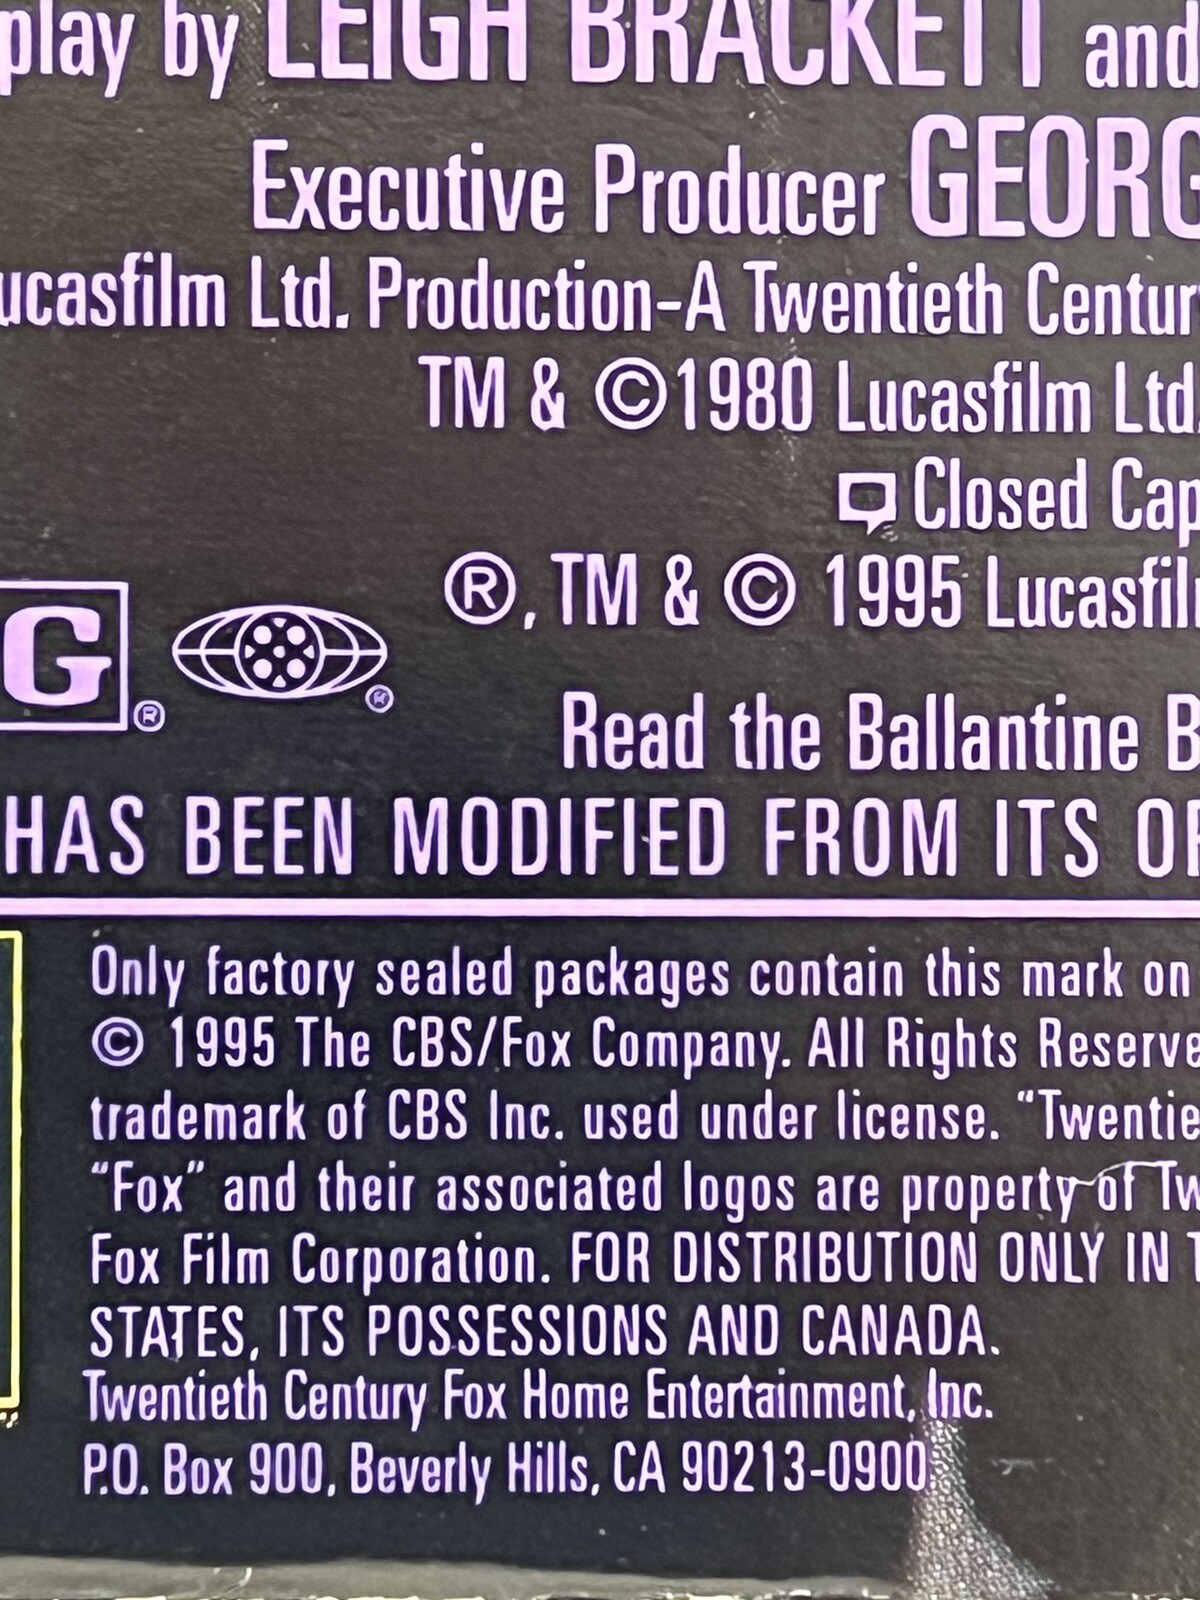 play by LEIGH BRACKETT and
Executive Producer GEORG
ucasfilm Ltd. Production-A Twentieth Centur
TM & ©1980 Lucasfilm Ltd.
Closed Cap
®, TM & © 1995 Lucasfil
G ® ®
Read the Ballantine B
HAS BEEN MODIFIED FROM ITS OR
Only factory sealed packages contain this mark on
© 1995 The CBS/Fox Company. All Rights Reserve
trademark of CBS Inc. used under license. “Twentie
“Fox” and their associated logos are property of Tw
Fox Film Corporation. FOR DISTRIBUTION ONLY IN T
STATES, ITS POSSESSIONS AND CANADA.
Twentieth Century Fox Home Entertainment, Inc.
P.O. Box 900, Beverly Hills, CA 90213-0900